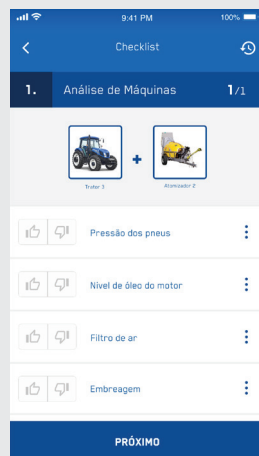 9:41 PM
100%
Checklist
1. Análise de Máquinas 1/1
+
Trator 3
Atomizador 2
Pressão dos pneus
Nível de óleo do motor
Filtro de ar
Embreagem
PRÓXIMO